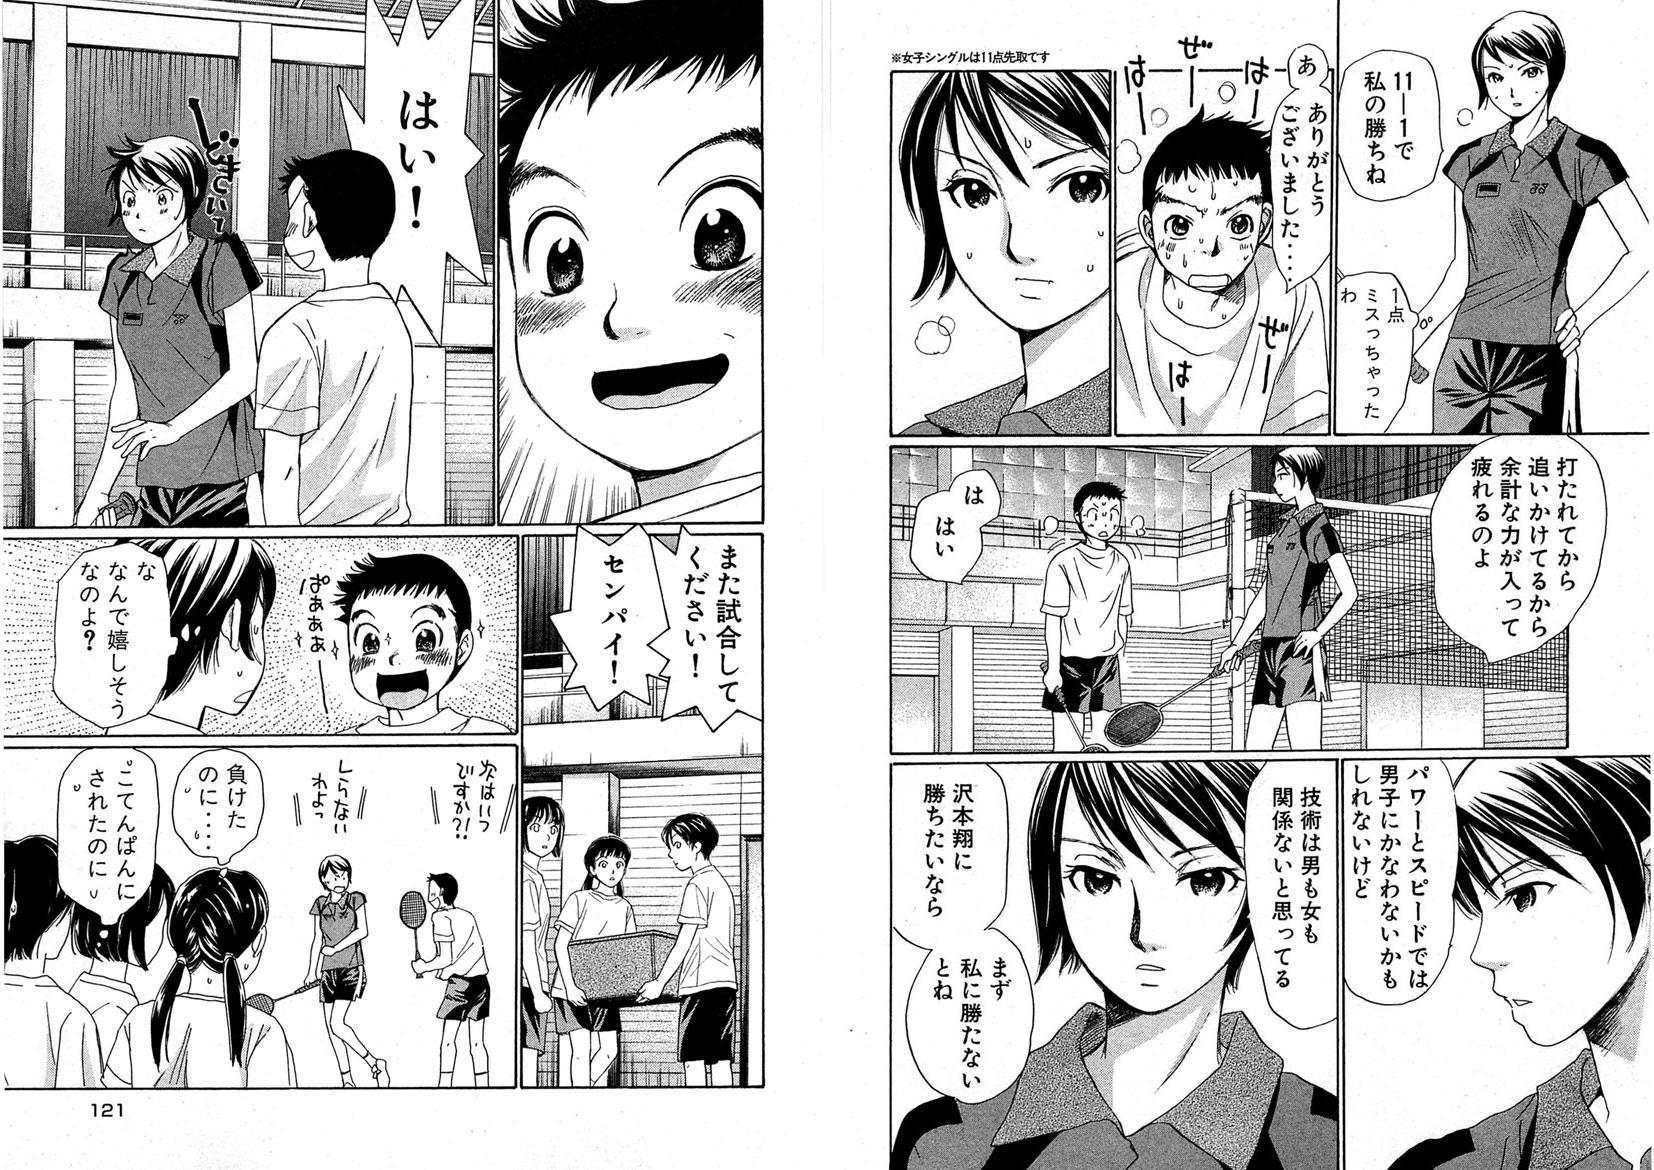 ※女子シングルは11点先取です
11ー1で
私の勝ちね
1点
ミスっちゃった
わ
あ
ありがとう
ございました‥‥
はー
ぜー
はー
ぜー
はー
打たれてから
追いかけてるから
余計な力が入って
疲れるのよ
は
はい
パワーとスピードでは
男子にかなわないかも
しれないけど
技術は男も女も
関係ないと思ってる
沢本翔に
勝ちたいなら
まず
私に勝たない
とね
はい!
どきっ
また試合して
ください!
センパイ!
ぱぁぁぁー
な
なんで嬉しそう
なのよ?
次はいつ
ですか?!
しらない
わよっ
負けた
のに‥‥
こてんぱんに
されたのに
121